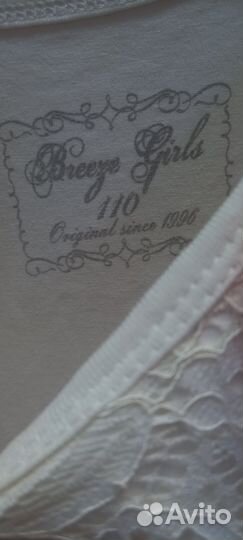 Breeze Girls
110
Original since 1996
Avito